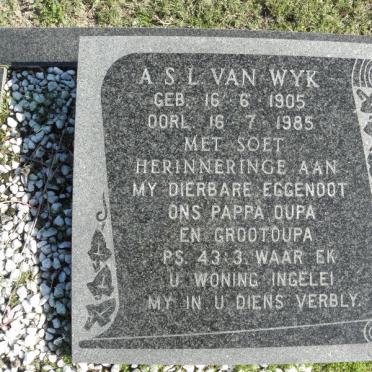 A S L VAN WYK
GEB. 16 6 1905
OORL. 16 7 1985
MET SOET
HERINNERINGE AAN
MY DIERBARE EGGENOOT
ONS PAPPA OUPA
EN GROOTOUPA
PS. 43:3 WAAR EK
U WONING INGELEI
MY IN U DIENS VERBLY.